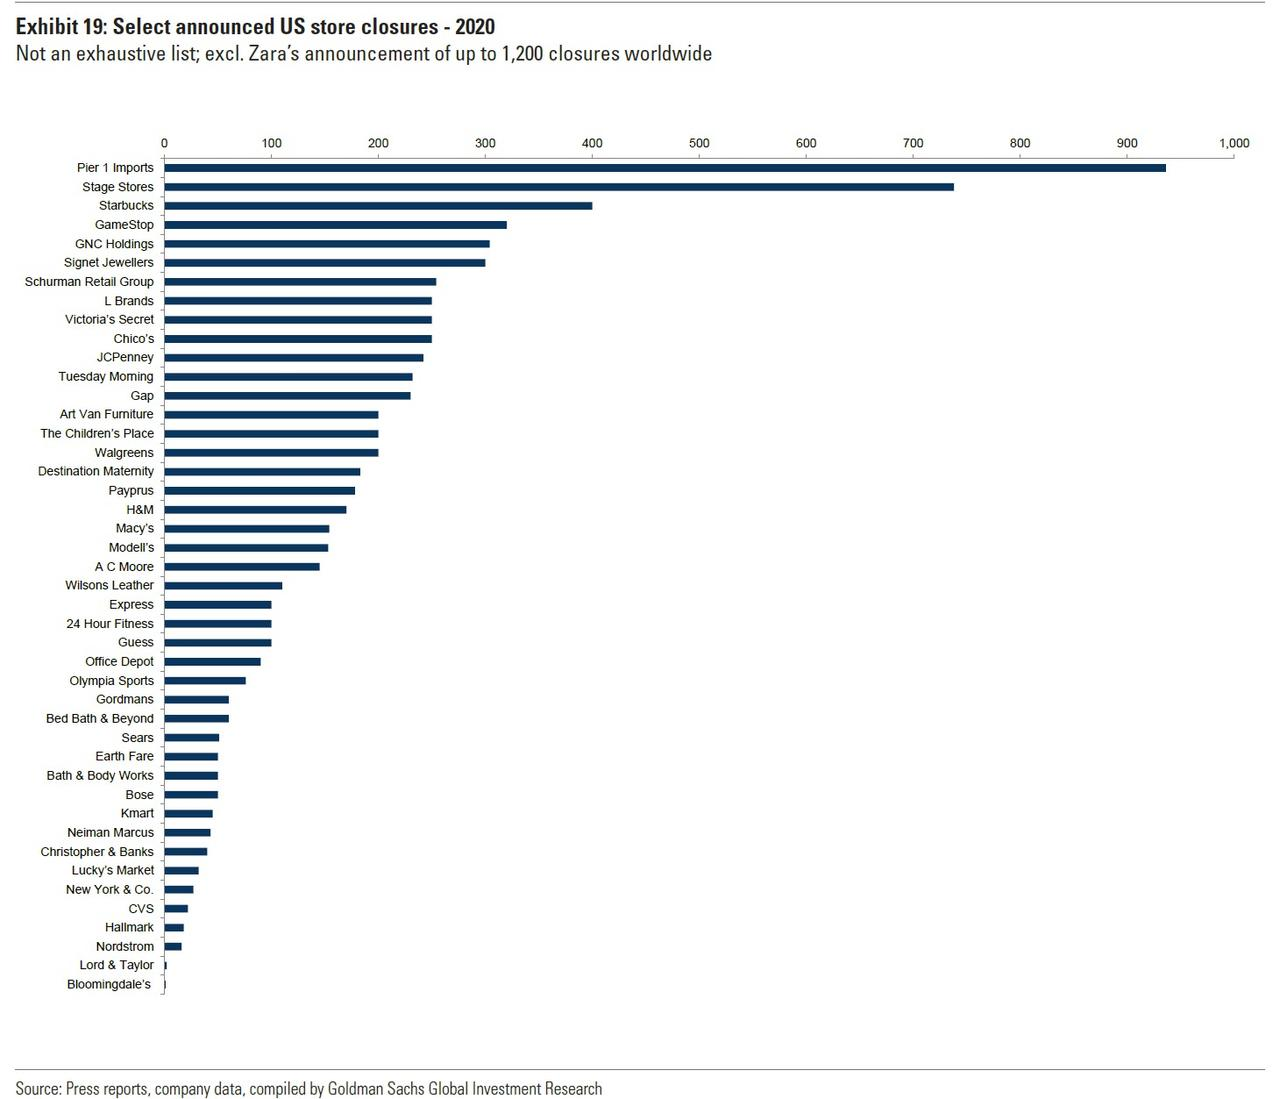 Exhibit 19: Select announced US store closures - 2020
Not an exhaustive list; excl. Zara's announcement of up to 1,200 closures worldwide
0 100 200 300 400 500 600 700 800 900 1,000
Pier 1 Imports
Stage Stores
Starbucks
GameStop
GNC Holdings
Signet Jewellers
Schurman Retail Group
L Brands
Victoria's Secret
Chico's
JCPenney
Tuesday Morning
Gap
Art Van Furniture
The Children's Place
Walgreens
Destination Maternity
Payprus
H&M
Macy's
Modell's
A C Moore
Wilsons Leather
Express
24 Hour Fitness
Guess
Office Depot
Olympia Sports
Gordmans
Bed Bath & Beyond
Sears
Earth Fare
Bath & Body Works
Bose
Kmart
Neiman Marcus
Christopher & Banks
Lucky's Market
New York & Co.
CVS
Hallmark
Nordstrom
Lord & Taylor
Bloomingdale's
Source: Press reports, company data, compiled by Goldman Sachs Global Investment Research